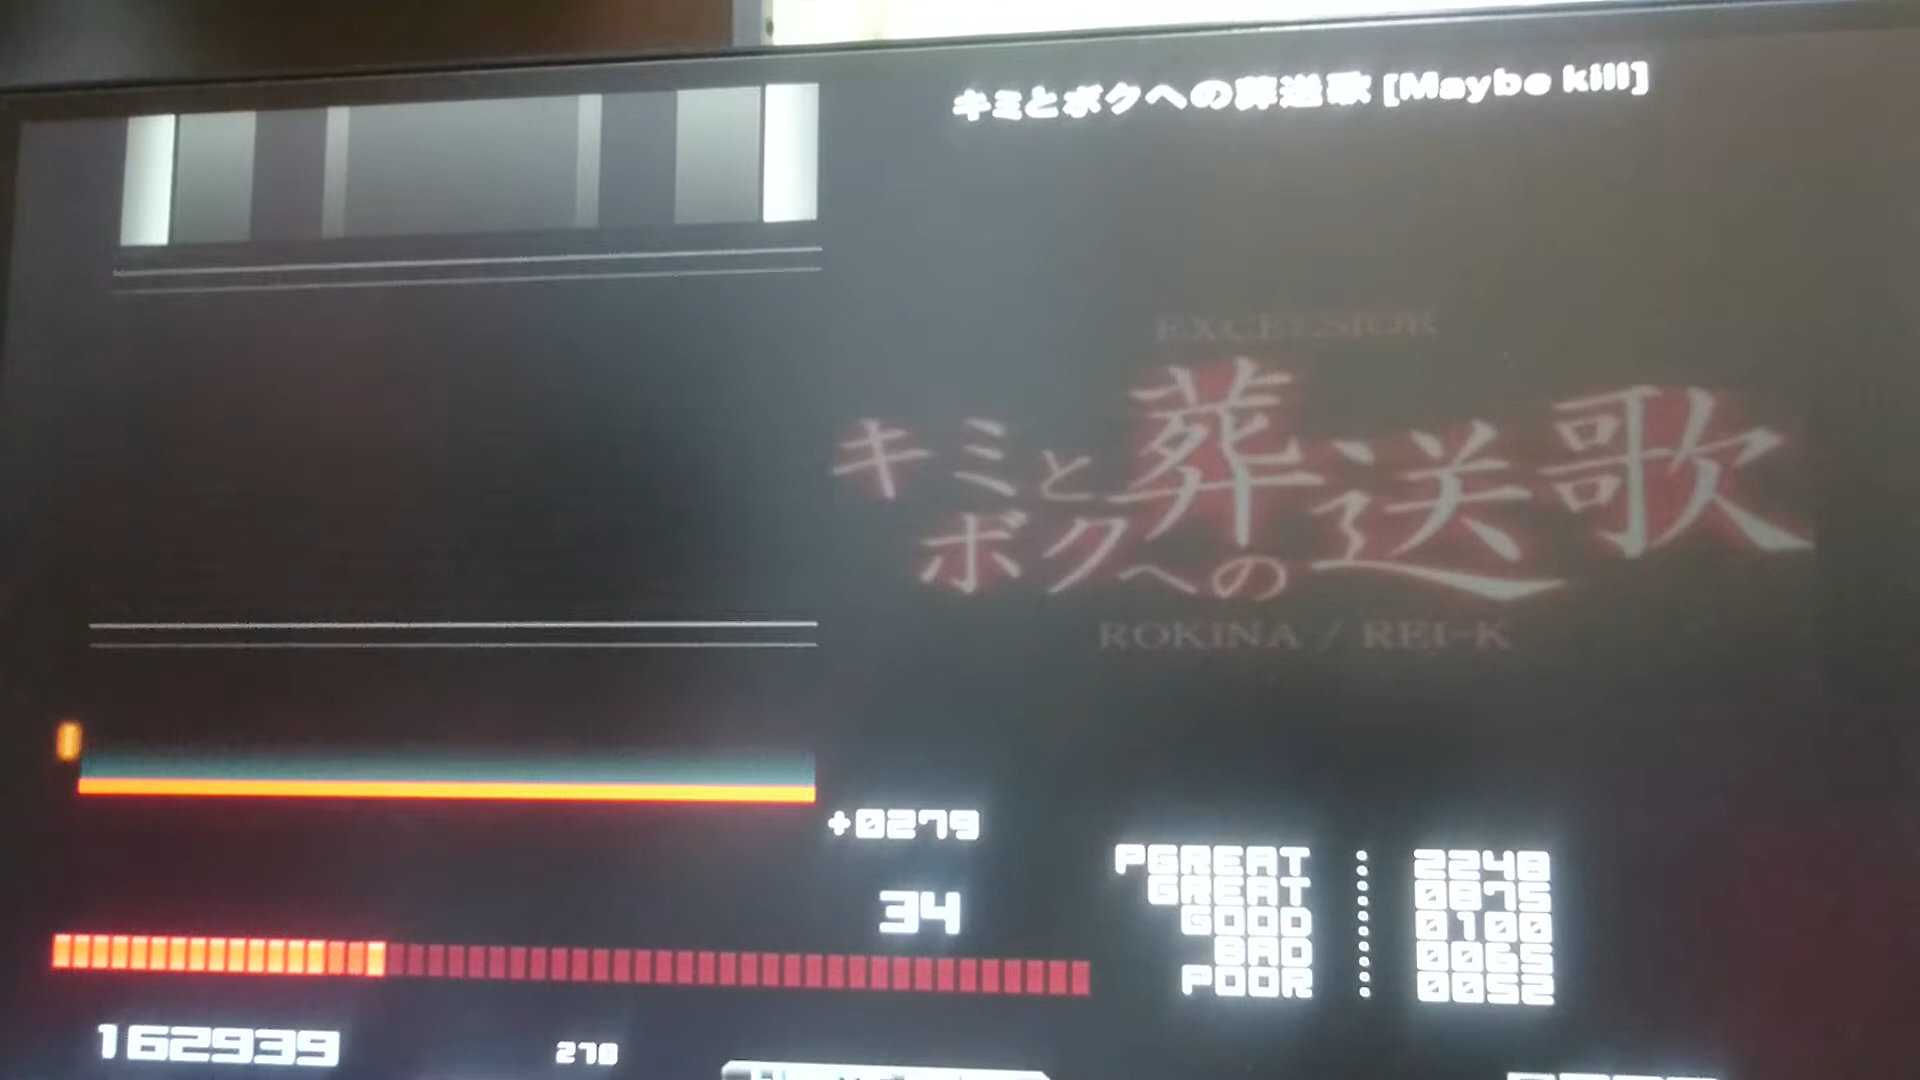 キミとボクへの葬送歌 [Maybe kill]
EXCELSIOR
キミと
ボクへの
葬送歌
ROKINA / REI-K
+0279
PGREAT : 2248
GREAT : 0875
GOOD : 0100
BAD : 0065
POOR : 0052
34
162939
270